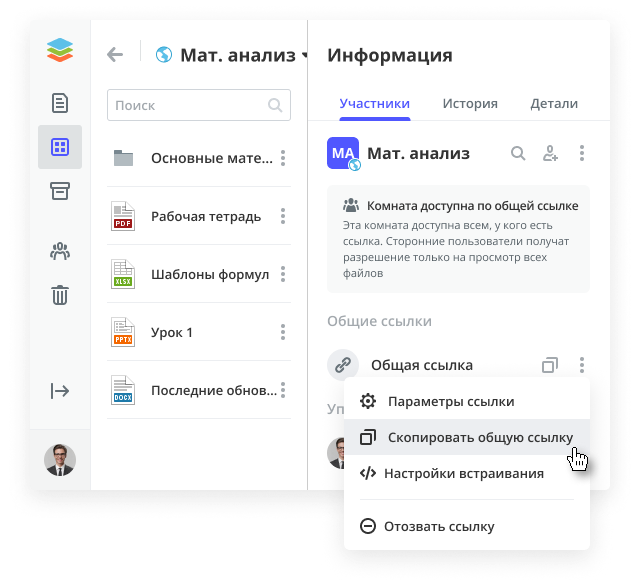 Мат. анализ
Поиск
Основные мате...
Рабочая тетрадь
PDF
Шаблоны формул
XLSX
Урок 1
PPTX
Последние обнов...
DOCX
Информация
Участники
История
Детали
МА
Мат. анализ
Комната доступна по общей ссылке
Эта комната доступна всем, у кого есть
ссылка. Сторонние пользователи получат
разрешение только на просмотр всех
файлов
Общие ссылки
Общая ссылка
Параметры ссылки
Скопировать общую ссылку
Настройки встраивания
Отозвать ссылку